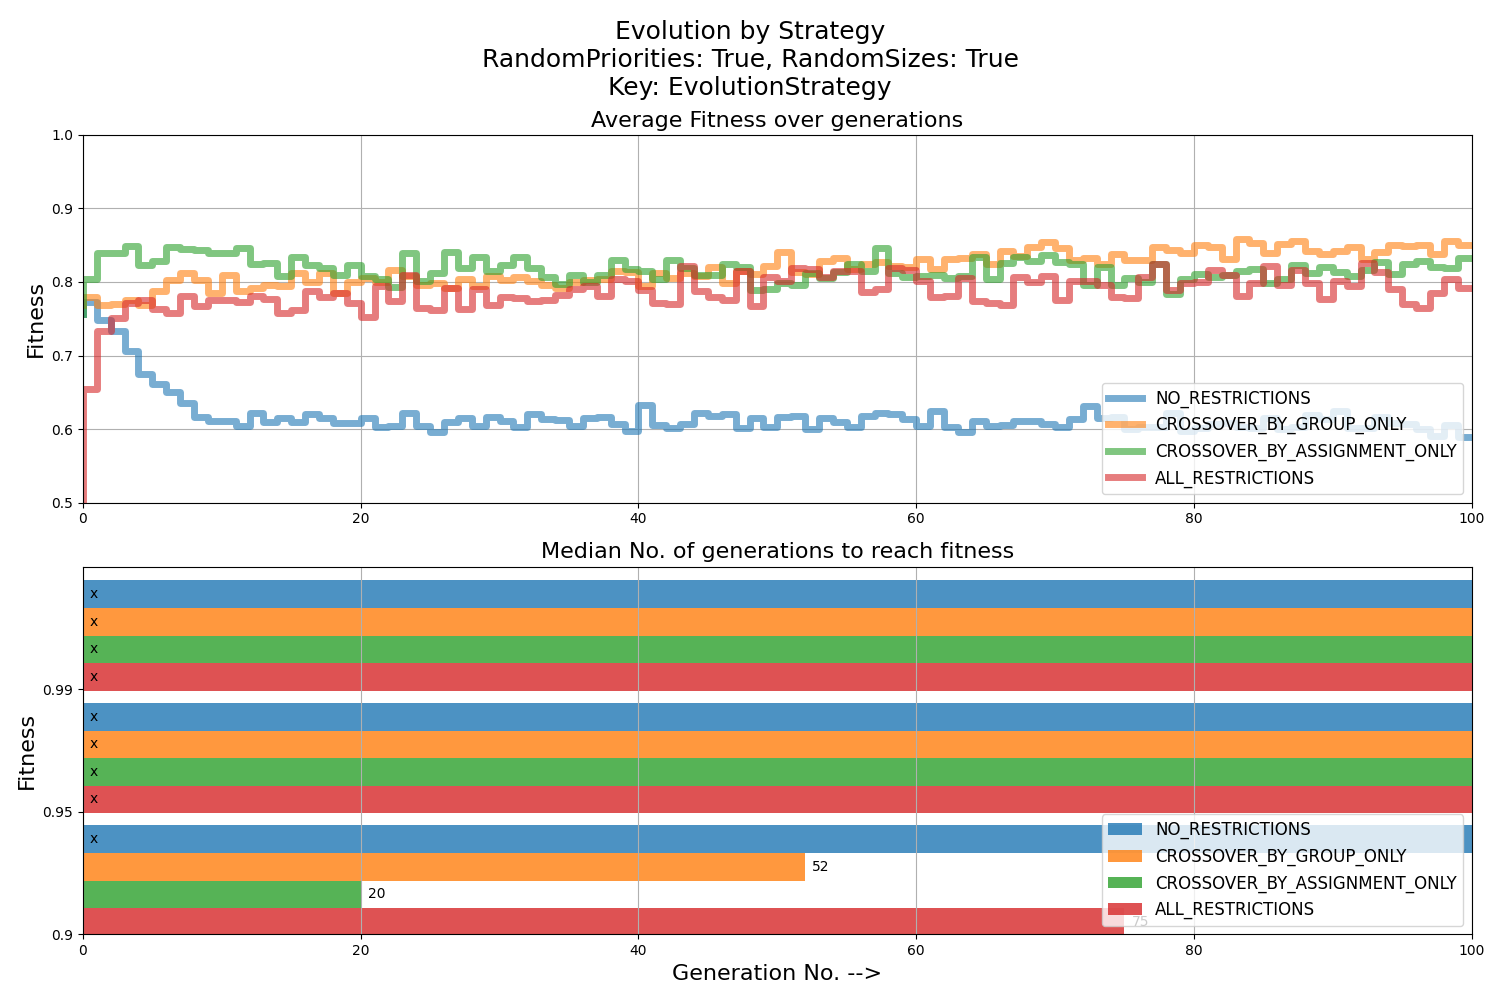 Evolution by Strategy
RandomPriorities: True, RandomSizes: True
Key: EvolutionStrategy
Average Fitness over generations
1.0
0.9
0.8
0.7
0.6
0.5
Fitness
NO_RESTRICTIONS
CROSSOVER_BY_GROUP_ONLY
CROSSOVER_BY_ASSIGNMENT_ONLY
ALL_RESTRICTIONS
0 20 40 60 80 100
Median No. of generations to reach fitness
x
x
x
x
0.99
x
x
x
x
0.95
x
52
20
75
0.9
Fitness
NO_RESTRICTIONS
CROSSOVER_BY_GROUP_ONLY
CROSSOVER_BY_ASSIGNMENT_ONLY
ALL_RESTRICTIONS
0 20 40 60 80 100
Generation No. -->